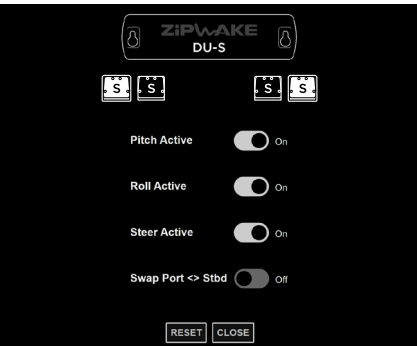 ZIPWAKE
DU-S
S S S S
Pitch Active On
Roll Active On
Steer Active On
Swap Port <> Stbd Off
RESET CLOSE